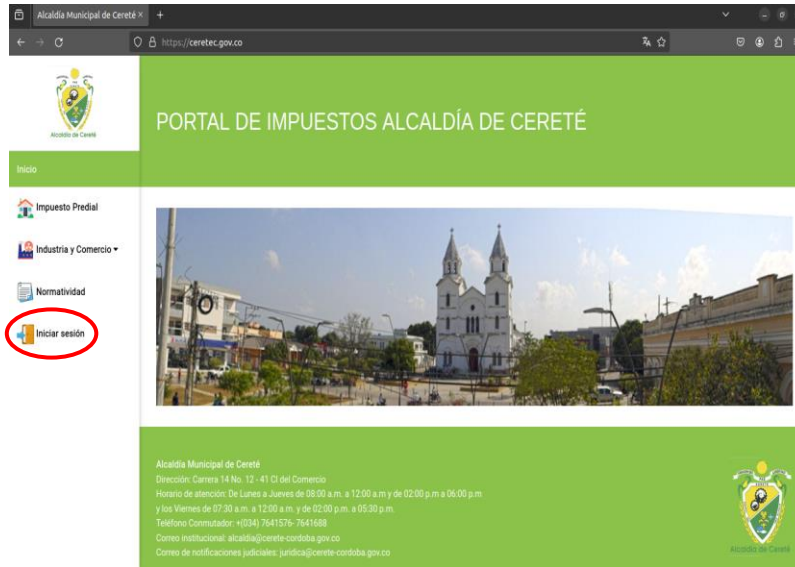 Alcaldía Municipal de Cereté
https://ceretec.gov.co
Alcaldía de Cereté
PORTAL DE IMPUESTOS ALCALDÍA DE CERETÉ
Inicio
Impuesto Predial
Industria y Comercio
Normatividad
Iniciar sesión
Alcaldía Municipal de Cereté
Dirección: Carrera 14 No. 12 - 41 Cl del Comercio
Horario de atención: De Lunes a Jueves de 08:00 a.m. a 12:00 a.m y de 02:00 p.m a 06:00 p.m
y los Viernes de 07:30 a.m. a 12:00 a.m. y de 02:00 p.m. a 05:30 p.m.
Teléfono Conmutador: +(034) 7641576- 7641688
Correo institucional: alcaldia@cerete-cordoba.gov.co
Correo de notificaciones judiciales: juridica@cerete-cordoba.gov.co
Alcaldía de Cereté